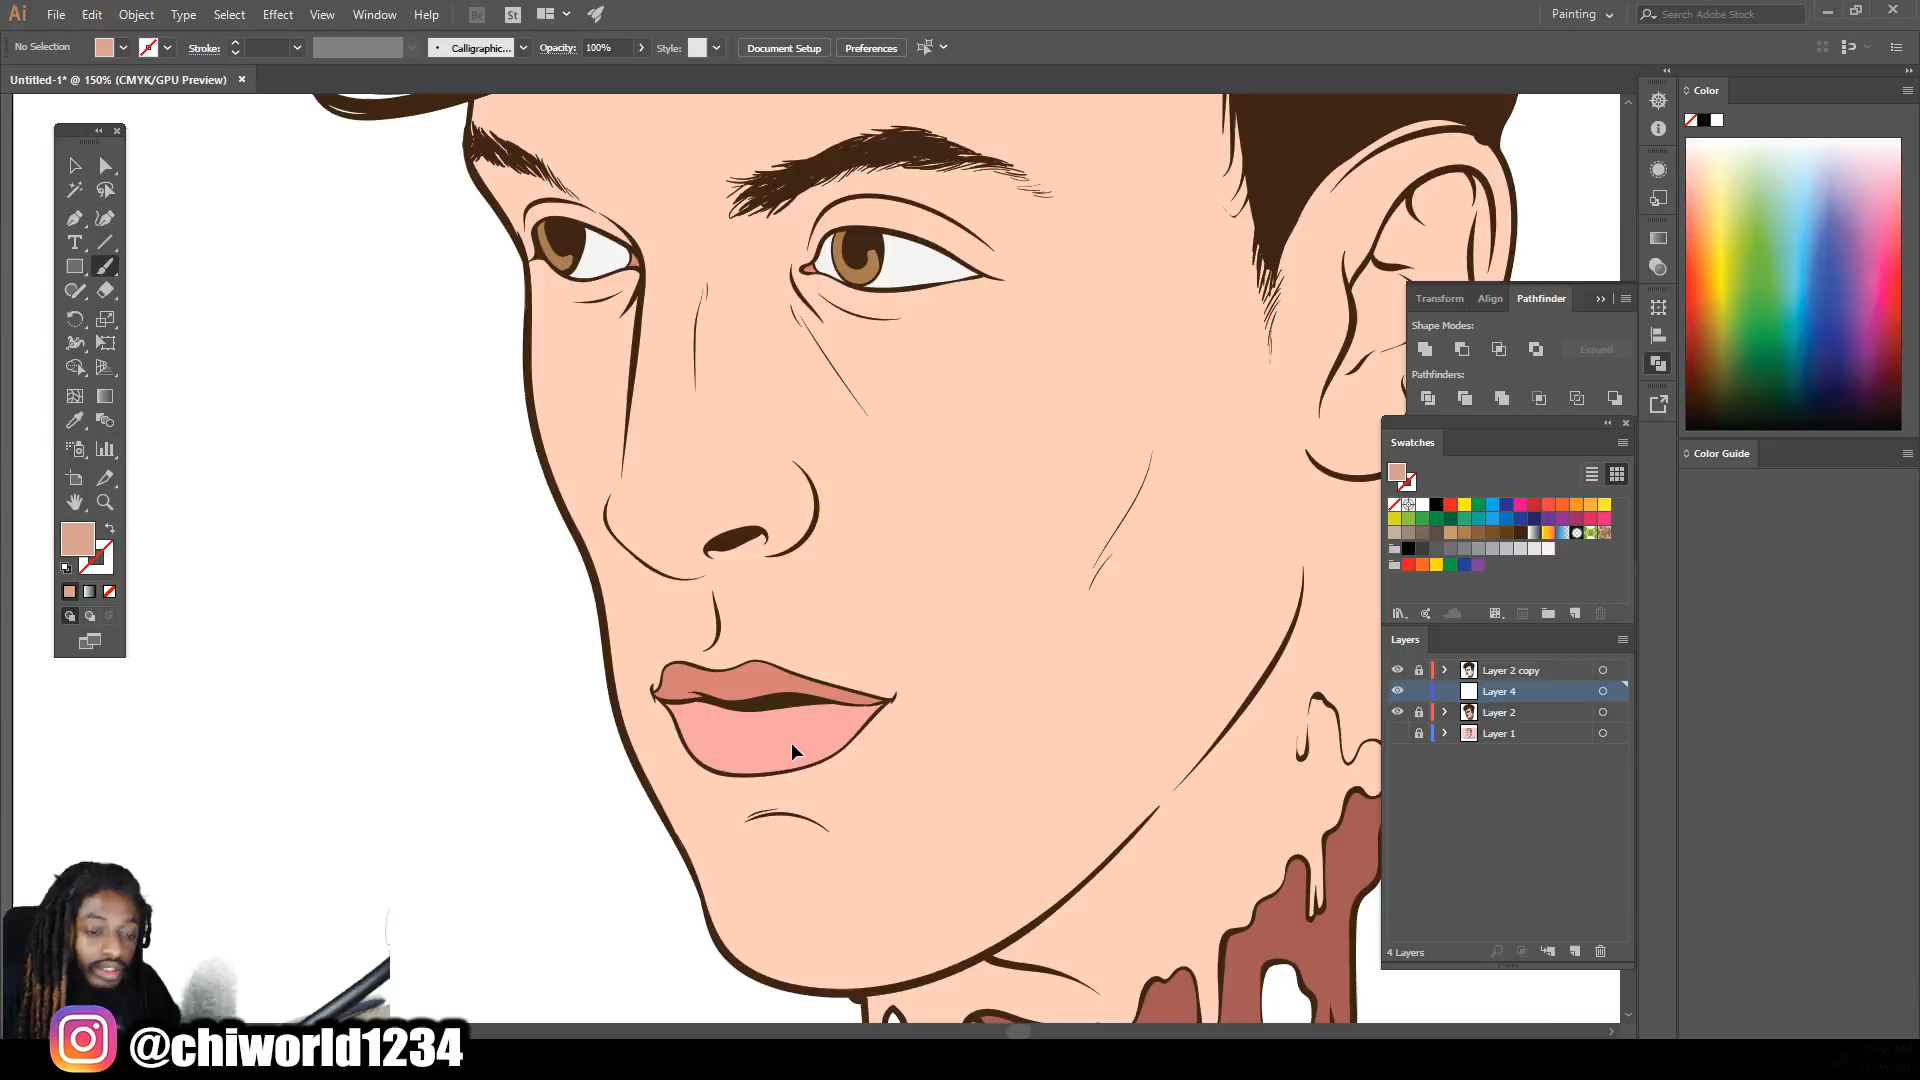 Ai File Edit Object Type Select Effect View Window Help Br St Painting Search Adobe Stock
No Selection Stroke: Calligraphic... Opacity: 100% Style: Document Setup Preferences
Untitled-1* @ 150% (CMYK/GPU Preview)
Color
Transform Align Pathfinder
Shape Modes:
Expand
Pathfinders:
Swatches
Color Guide
Layers
Layer 2 copy
Layer 4
Layer 2
Layer 1
4 Layers
@chiworld1234